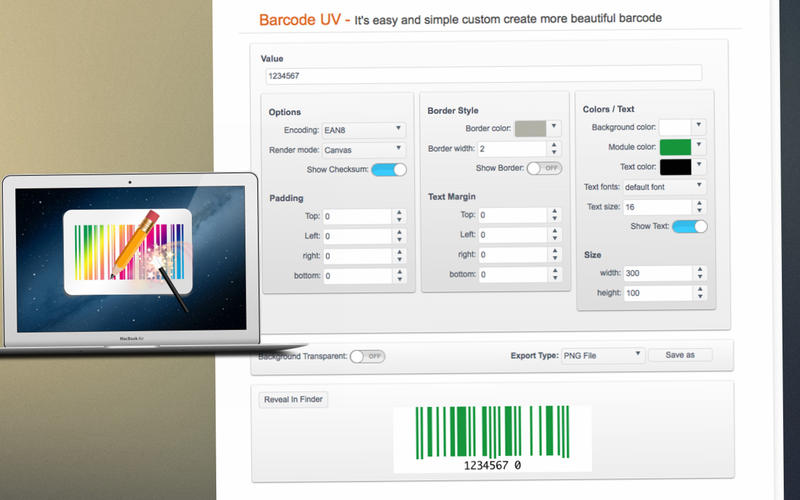 Barcode UV - It's easy and simple custom create more beautiful barcode
Value
1234567
Options
Encoding: EAN8
Render mode: Canvas
Show Checksum:
Padding
Top: 0
Left: 0
right: 0
bottom: 0
Border Style
Border color:
Border width: 2
Show Border: OFF
Text Margin
Top: 0
Left: 0
right: 0
bottom: 0
Colors / Text
Background color:
Module color:
Text color:
Text fonts: default font
Text size: 16
Show Text:
Size
width: 300
height: 100
MacBook Air
Background Transparent: OFF
Export Type: PNG File
Save as
Reveal In Finder
1234567 0